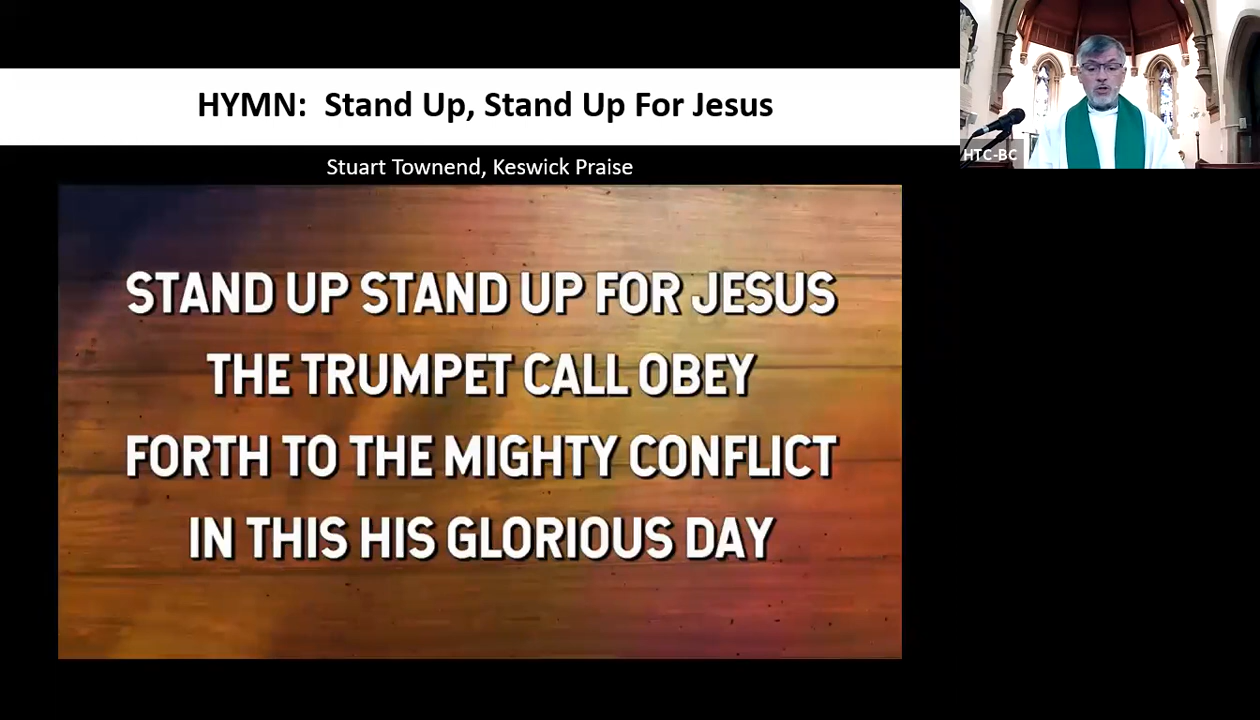 HYMN: Stand Up, Stand Up For Jesus
Stuart Townend, Keswick Praise
STAND UP STAND UP FOR JESUS
THE TRUMPET CALL OBEY
FORTH TO THE MIGHTY CONFLICT
IN THIS HIS GLORIOUS DAY
HTC-BC